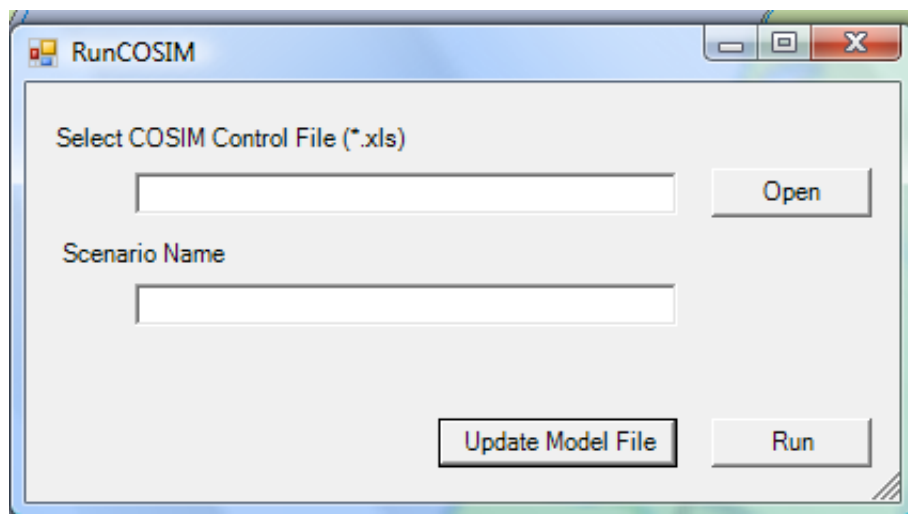 RunCOSIM
Select COSIM Control File (*.xls)
Open
Scenario Name
Update Model File
Run